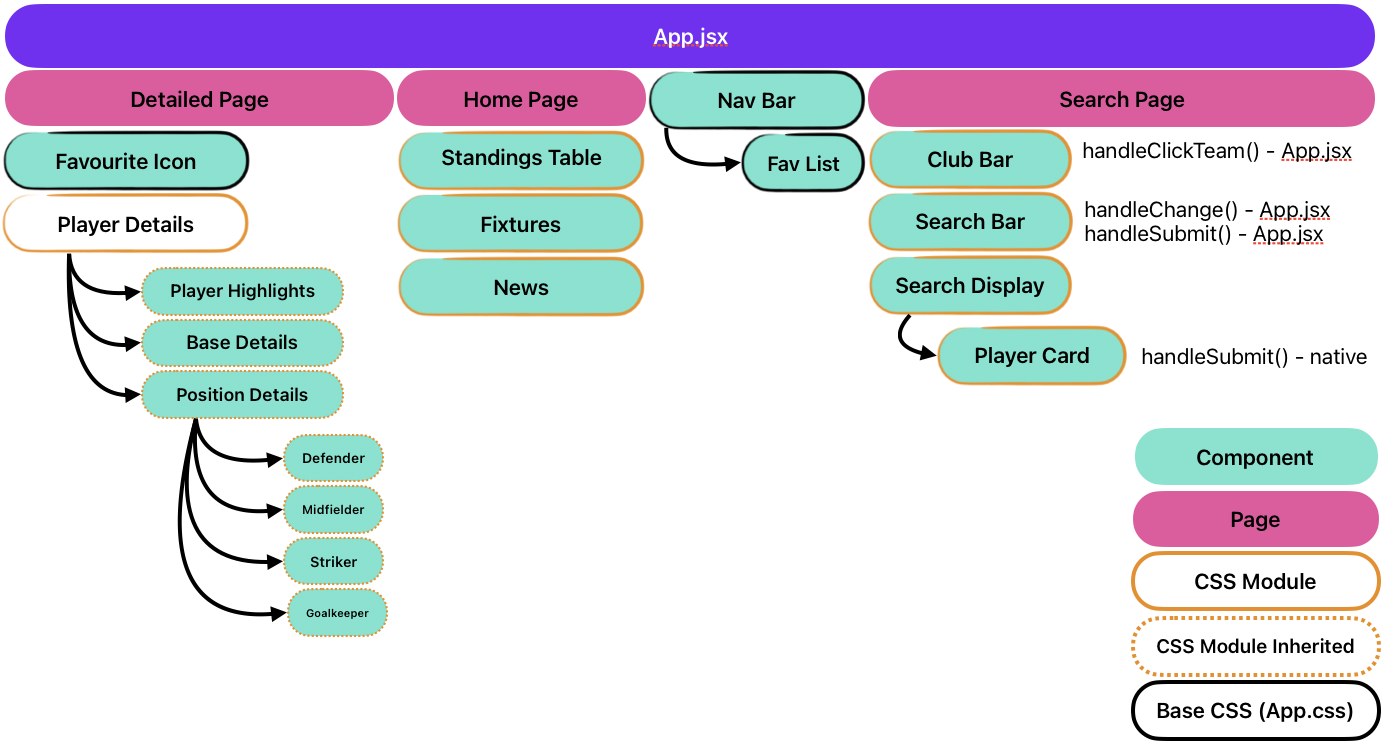 App.jsx
Detailed Page
Home Page
Nav Bar
Search Page
Favourite Icon
Player Details
Player Highlights
Base Details
Position Details
Defender
Midfielder
Striker
Goalkeeper
Standings Table
Fixtures
News
Fav List
Club Bar
handleClickTeam() - App.jsx
Search Bar
handleChange() - App.jsx
handleSubmit() - App.jsx
Search Display
Player Card
handleSubmit() - native
Component
Page
CSS Module
CSS Module Inherited
Base CSS (App.css)